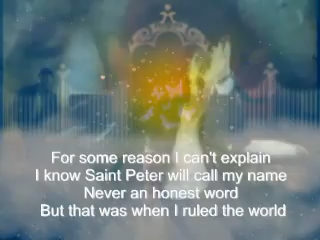 For some reason I can't explain
I know Saint Peter will call my name
Never an honest word
But that was when I ruled the world